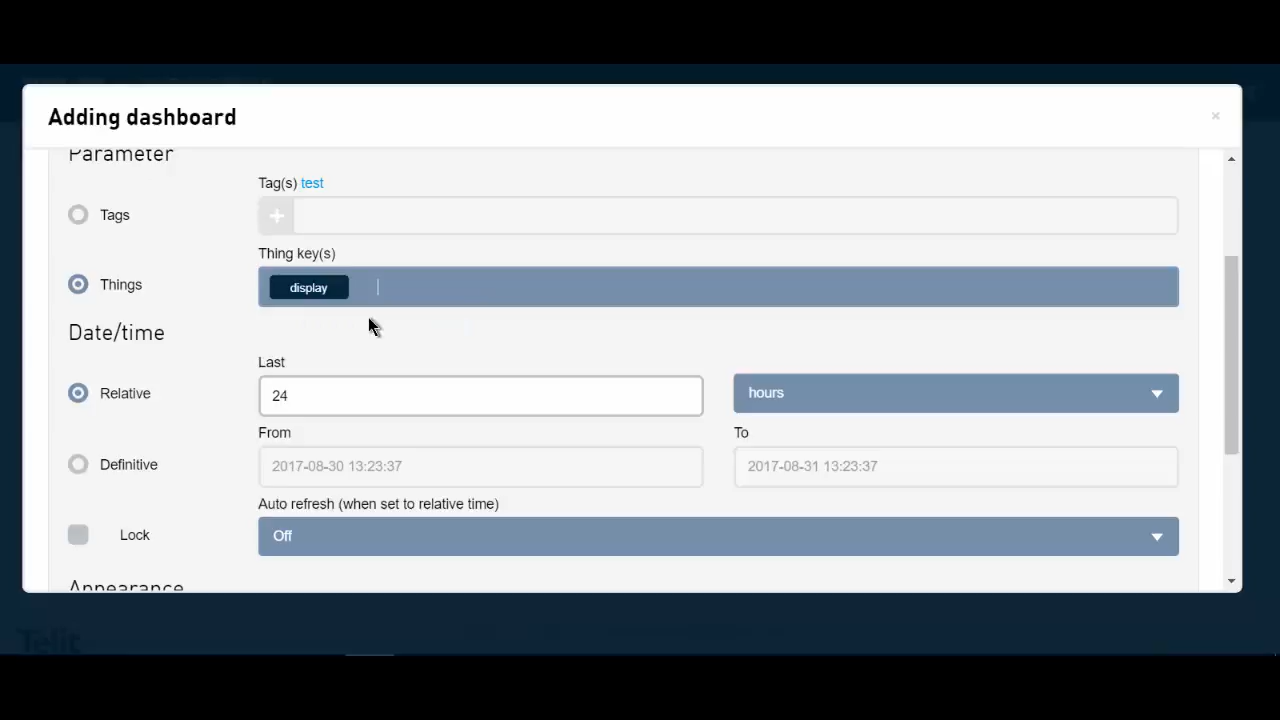 Adding dashboard
×
Parameter
Tag(s) test
Tags
Thing key(s)
Things
display
Date/time
Last
Relative
24
hours
From
To
Definitive
2017-08-30 13:23:37
2017-08-31 13:23:37
Auto refresh (when set to relative time)
Lock
Off
Appearance
Telit